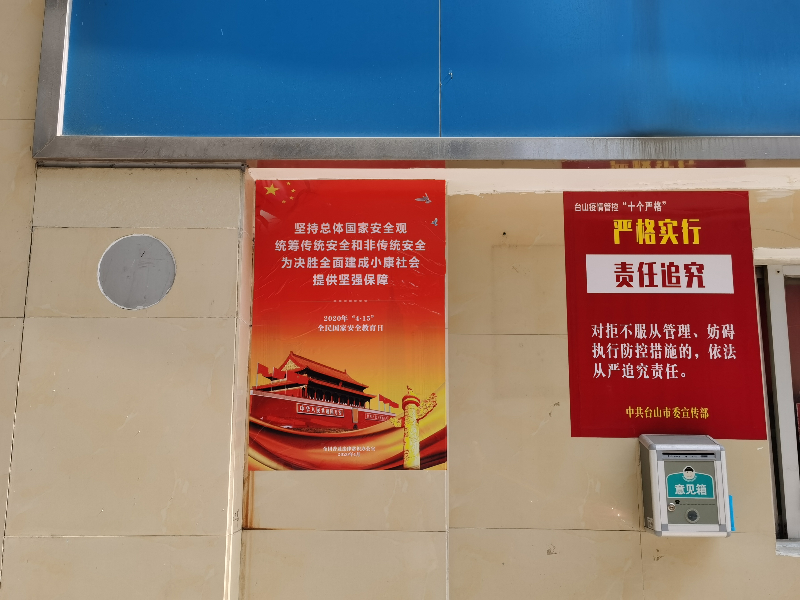 坚持总体国家安全观
统筹传统安全和非传统安全
为决胜全面建成小康社会
提供坚强保障
2020年“4·15”
全民国家安全教育日
台山疫情管控“十个严格”
严格实行
责任追究
对拒不服从管理、妨碍
执行防控措施的，依法
从严追究责任。
中共台山市委宣传部
意见箱